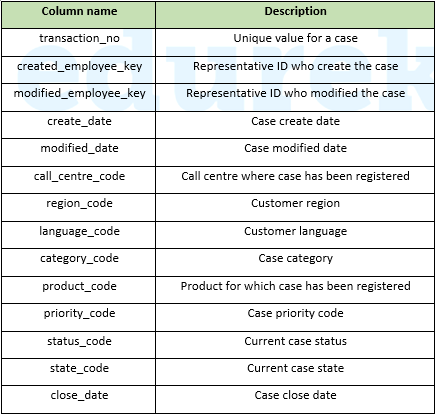 Column name Description
transaction_no Unique value for a case
created_employee_key Representative ID who create the case
modified_employee_key Representative ID who modified the case
create_date Case create date
modified_date Case modified date
call_centre_code Call centre where case has been registered
region_code Customer region
language_code Customer language
category_code Case category
product_code Product for which case has been registered
priority_code Case priority code
status_code Current case status
state_code Current case state
close_date Case close date